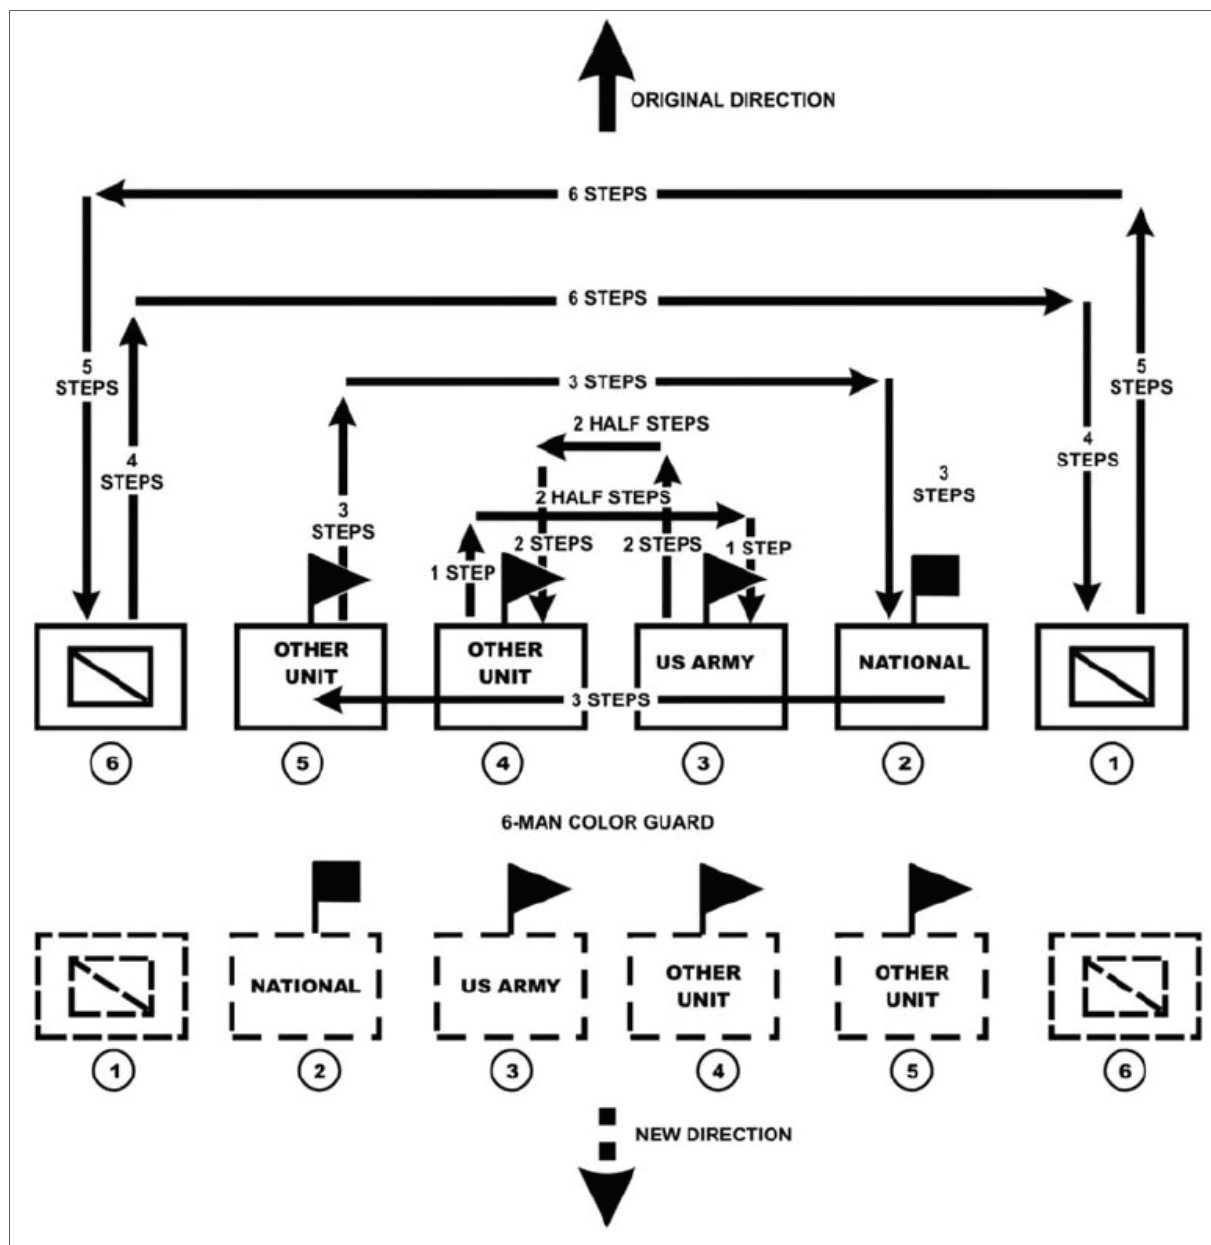 ORIGINAL DIRECTION
6 STEPS
6 STEPS
5
STEPS
5
STEPS
3 STEPS
2 HALF STEPS
4
STEPS
4
STEPS
3
STEPS
2 HALF STEPS
3
STEPS
2 STEPS
2 STEPS
1 STEP
1 STEP
OTHER
UNIT
OTHER
UNIT
US ARMY
NATIONAL
3 STEPS
6
5
4
3
2
1
6-MAN COLOR GUARD
NATIONAL
US ARMY
OTHER
UNIT
OTHER
UNIT
1
2
3
4
5
6
NEW DIRECTION